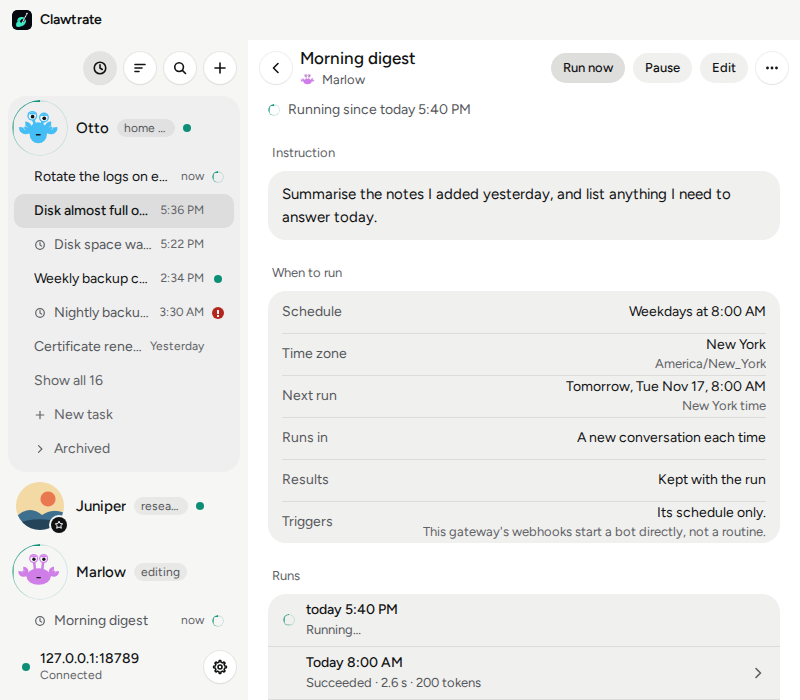 Clawtrate
Otto home ...
Rotate the logs on e... now
Disk almost full o... 5:36 PM
Disk space wa... 5:22 PM
Weekly backup c... 2:34 PM
Nightly backu... 3:30 AM
Certificate rene... Yesterday
Show all 16
+ New task
Archived
Juniper resea...
Marlow editing
Morning digest now
127.0.0.1:18789
Connected
Morning digest
Marlow
Run now Pause Edit
Running since today 5:40 PM
Instruction
Summarise the notes I added yesterday, and list anything I need to
answer today.
When to run
Schedule Weekdays at 8:00 AM
Time zone New York
America/New_York
Next run Tomorrow, Tue Nov 17, 8:00 AM
New York time
Runs in A new conversation each time
Results Kept with the run
Triggers Its schedule only.
This gateway's webhooks start a bot directly, not a routine.
Runs
today 5:40 PM
Running...
Today 8:00 AM
Succeeded · 2.6 s · 200 tokens